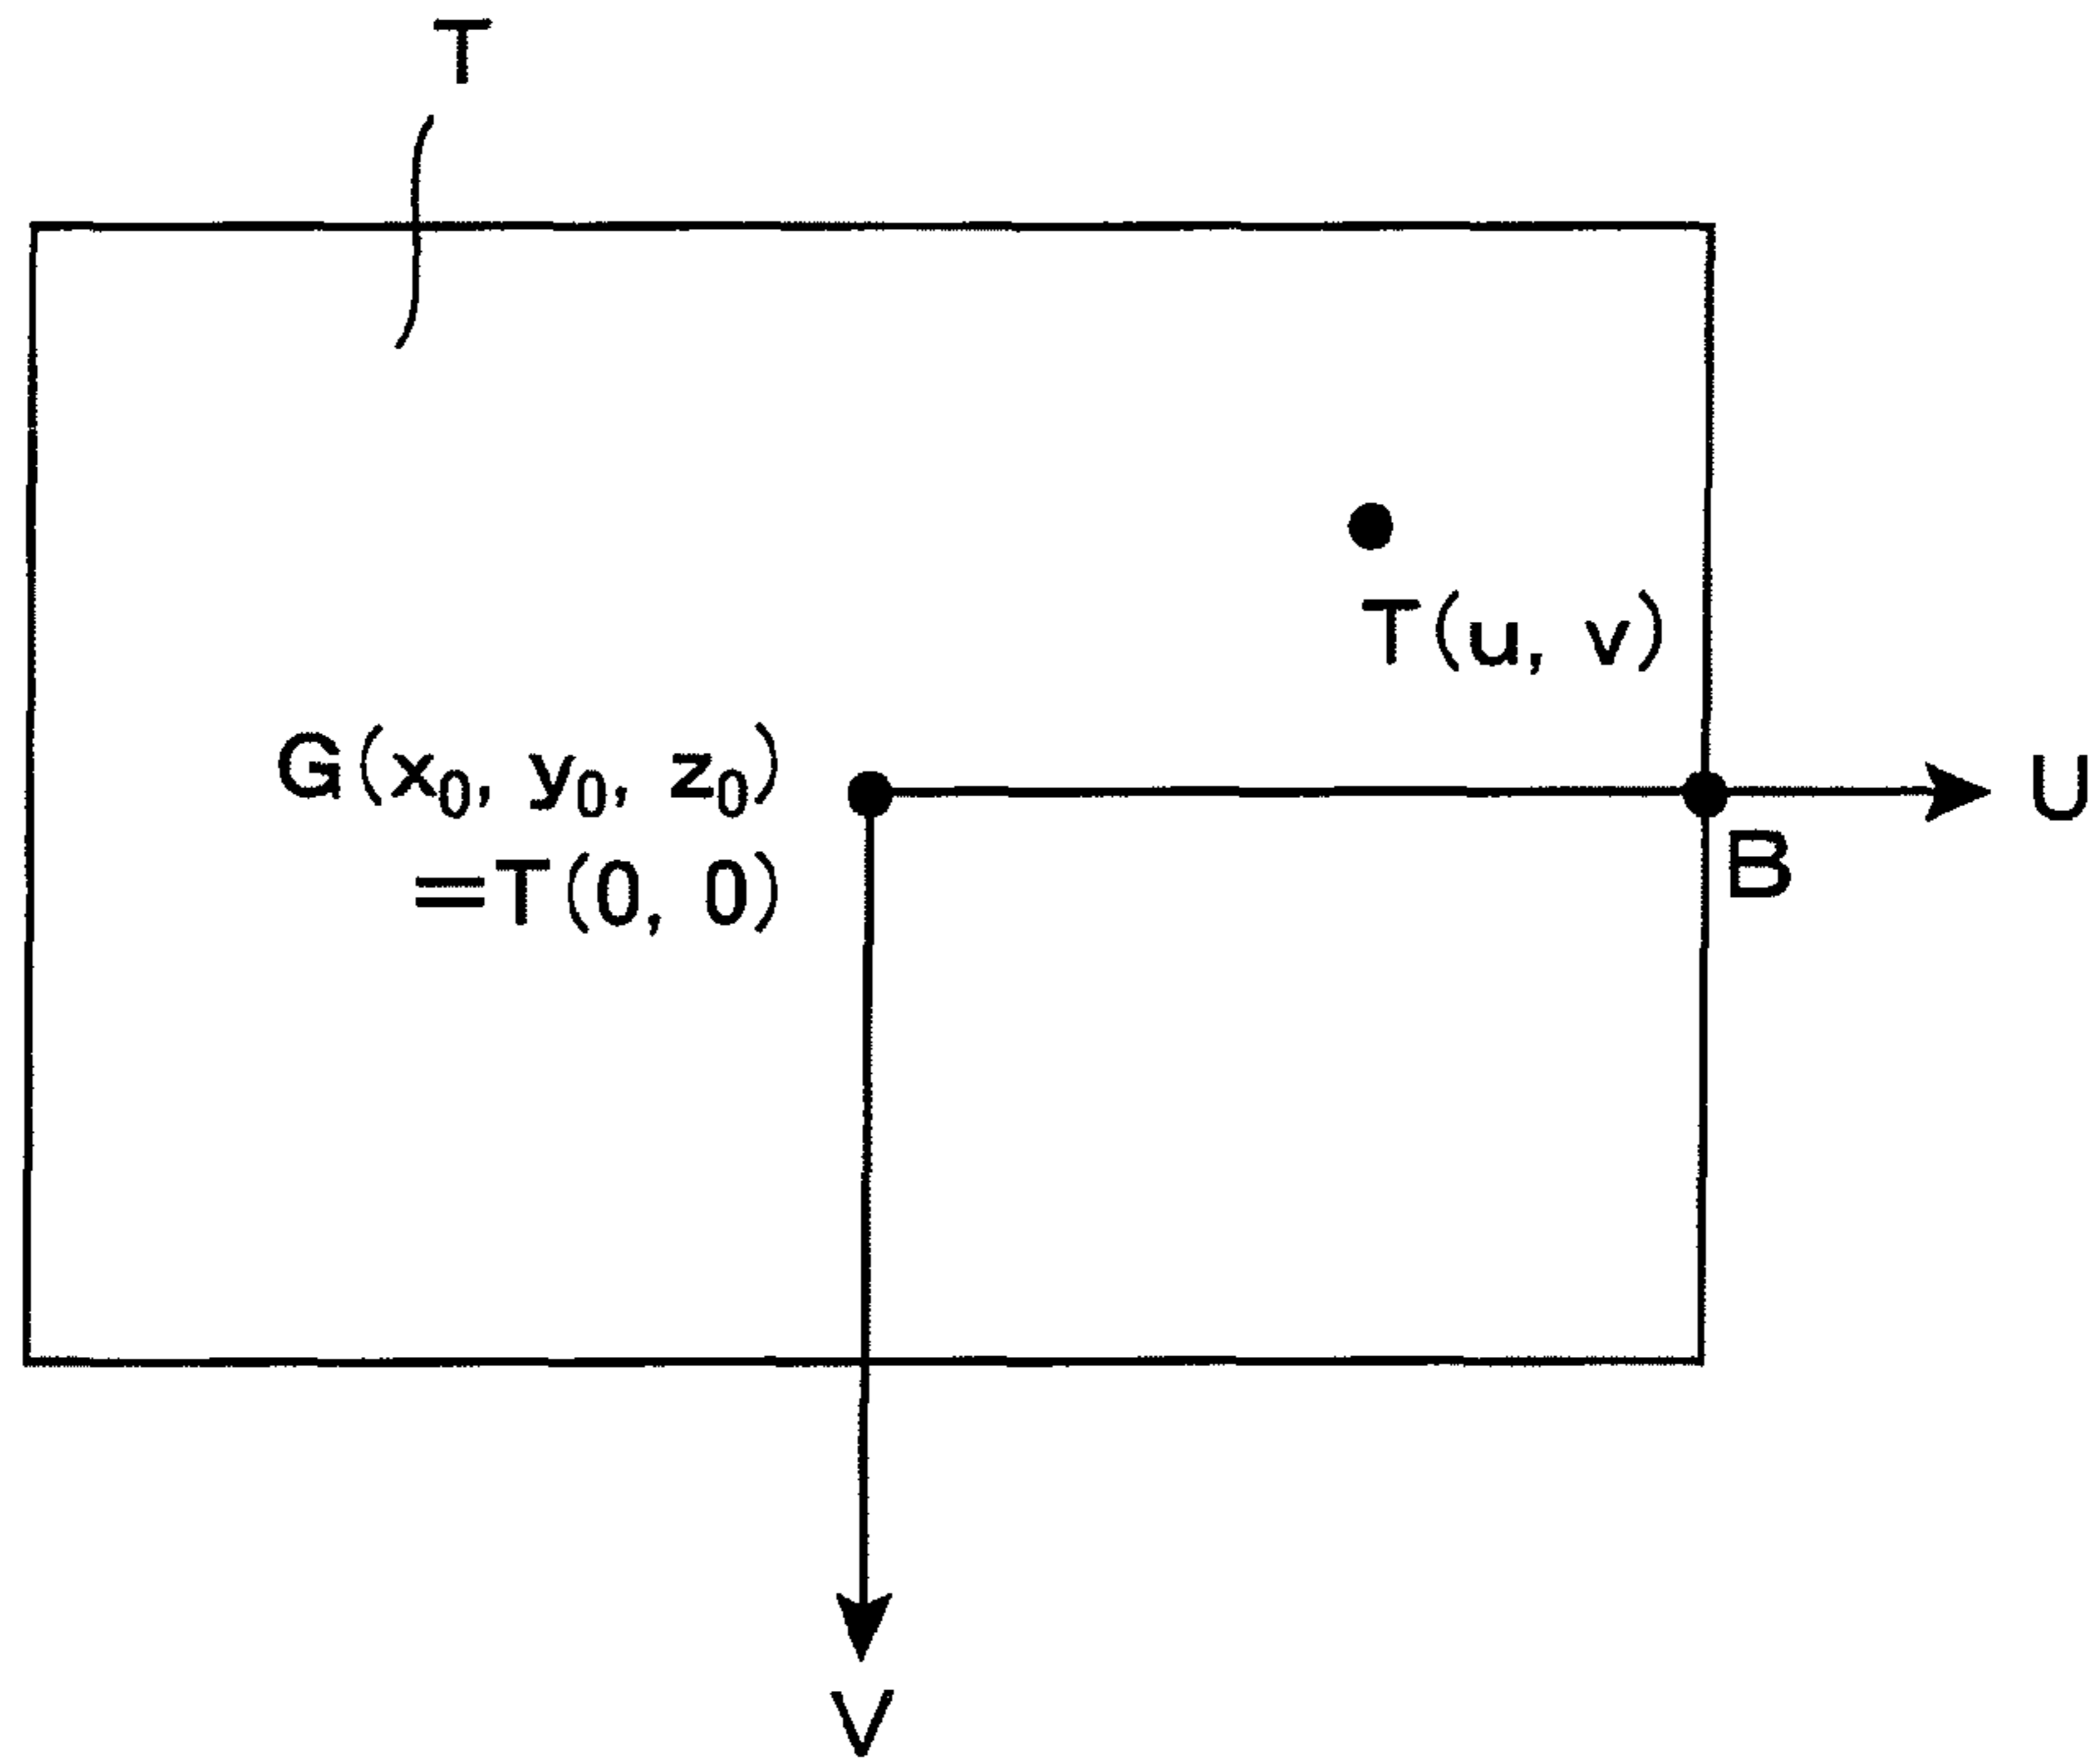 T
T(u, v)
G(x₀, y₀, z₀)
=T(0, 0)
U
B
V